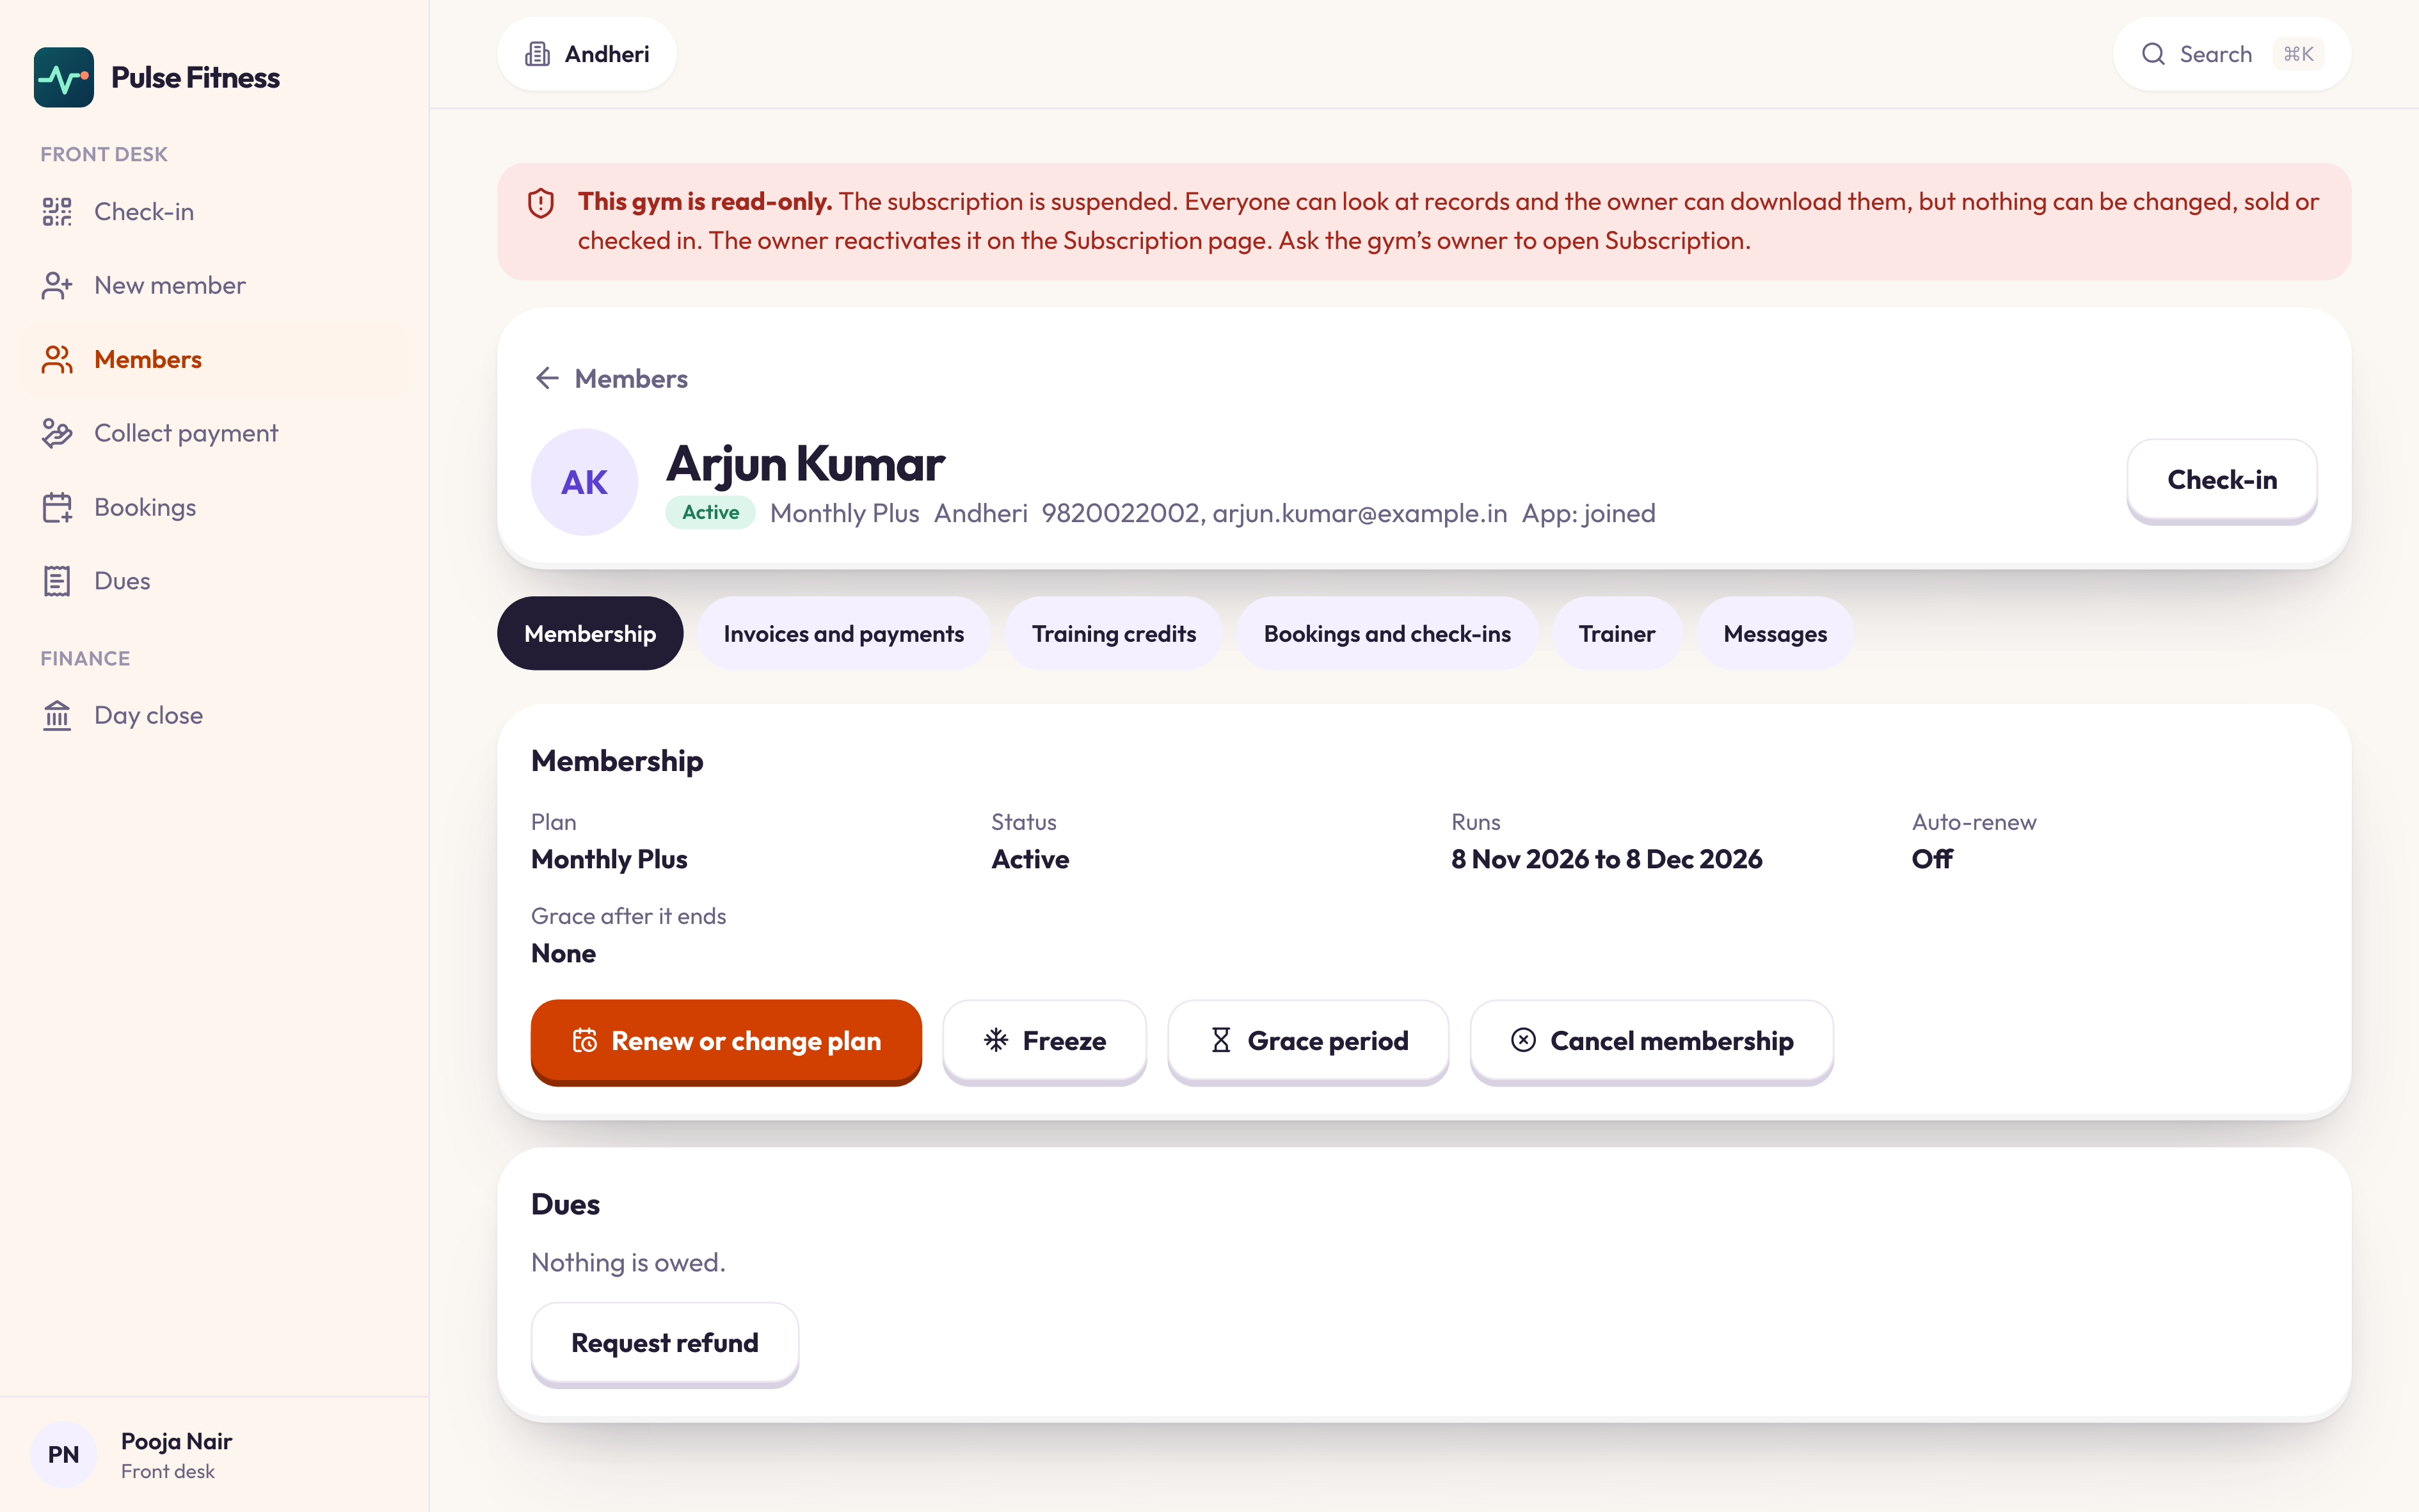 Pulse Fitness
FRONT DESK
Check-in
New member
Members
Collect payment
Bookings
Dues
FINANCE
Day close
PN
Pooja Nair
Front desk
Andheri
Search ⌘K
This gym is read-only. The subscription is suspended. Everyone can look at records and the owner can download them, but nothing can be changed, sold or
checked in. The owner reactivates it on the Subscription page. Ask the gym’s owner to open Subscription.
Members
AK
Arjun Kumar
Active Monthly Plus Andheri 9820022002, arjun.kumar@example.in App: joined
Check-in
Membership Invoices and payments Training credits Bookings and check-ins Trainer Messages
Membership
Plan Status Runs Auto-renew
Monthly Plus Active 8 Nov 2026 to 8 Dec 2026 Off
Grace after it ends
None
Renew or change plan Freeze Grace period Cancel membership
Dues
Nothing is owed.
Request refund